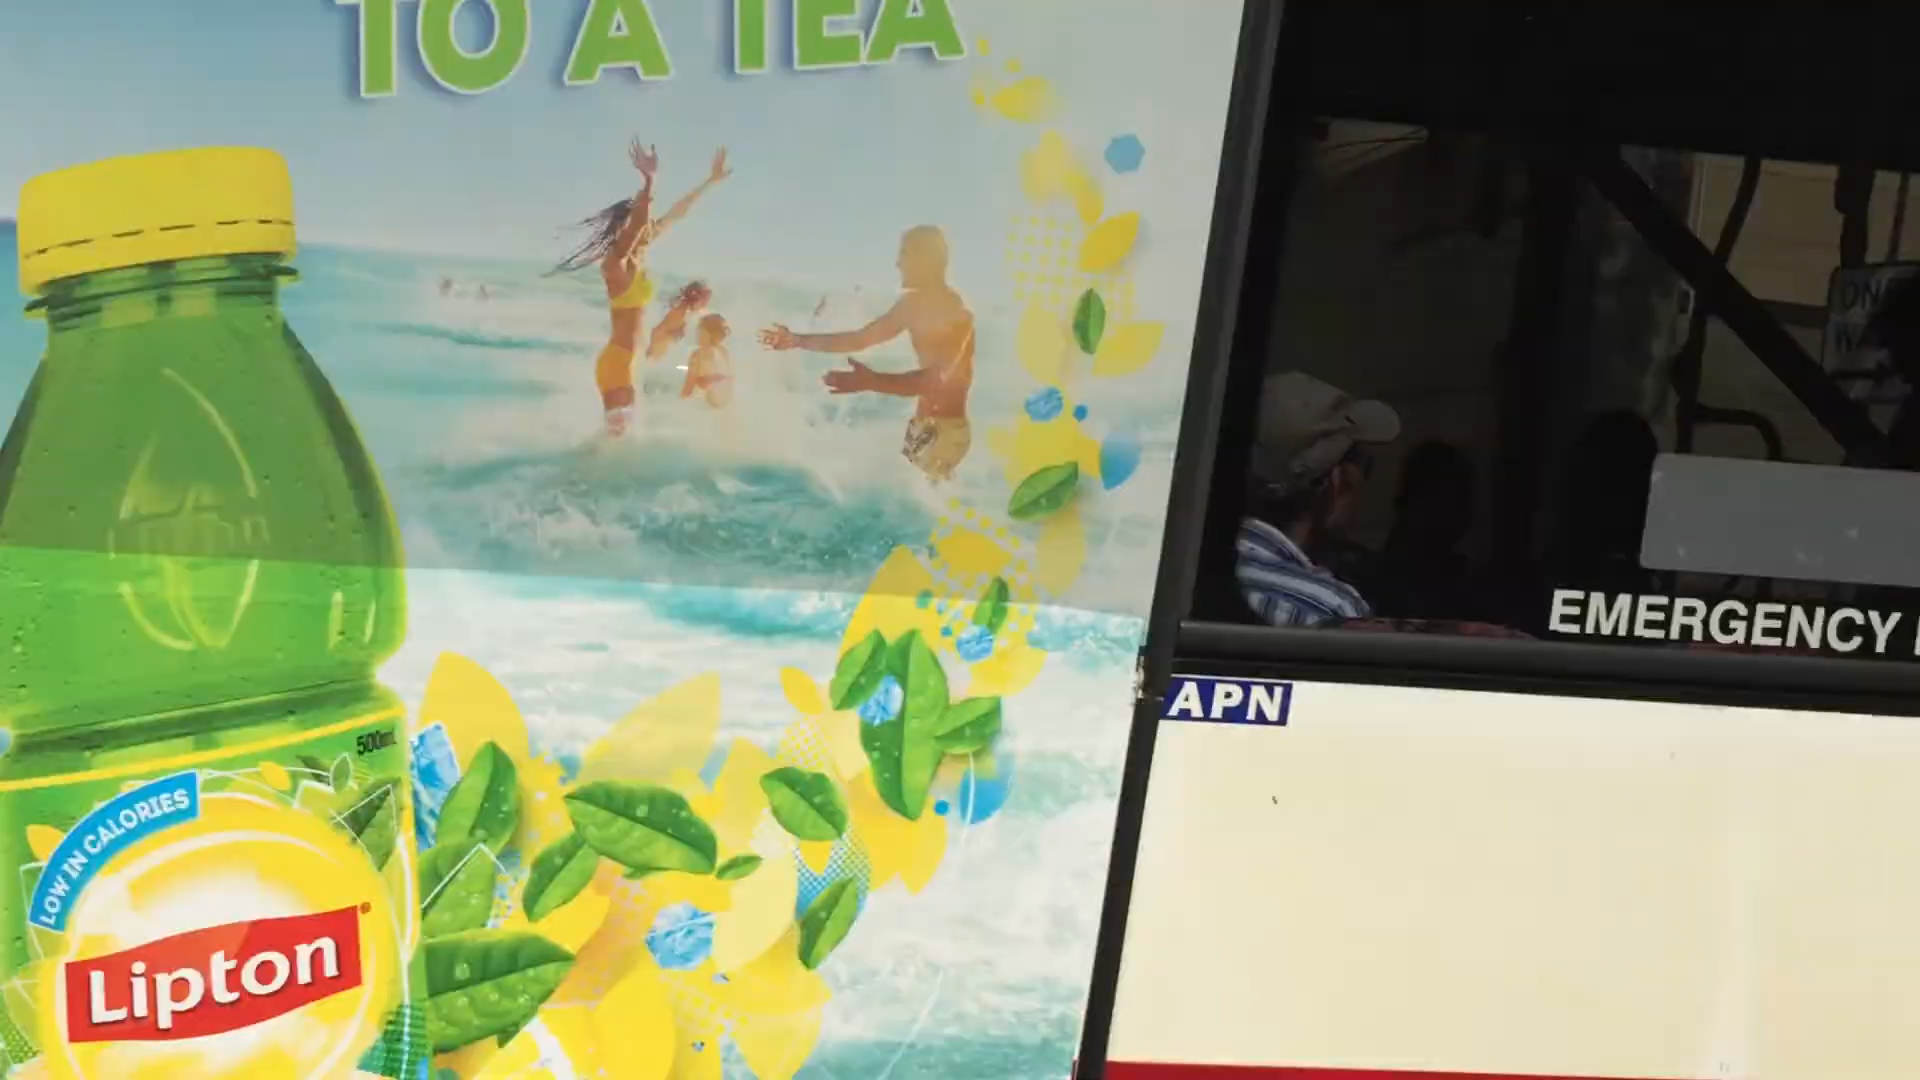 TO A TEA
500mL
LOW IN CALORIES
Lipton
EMERGENCY
APN